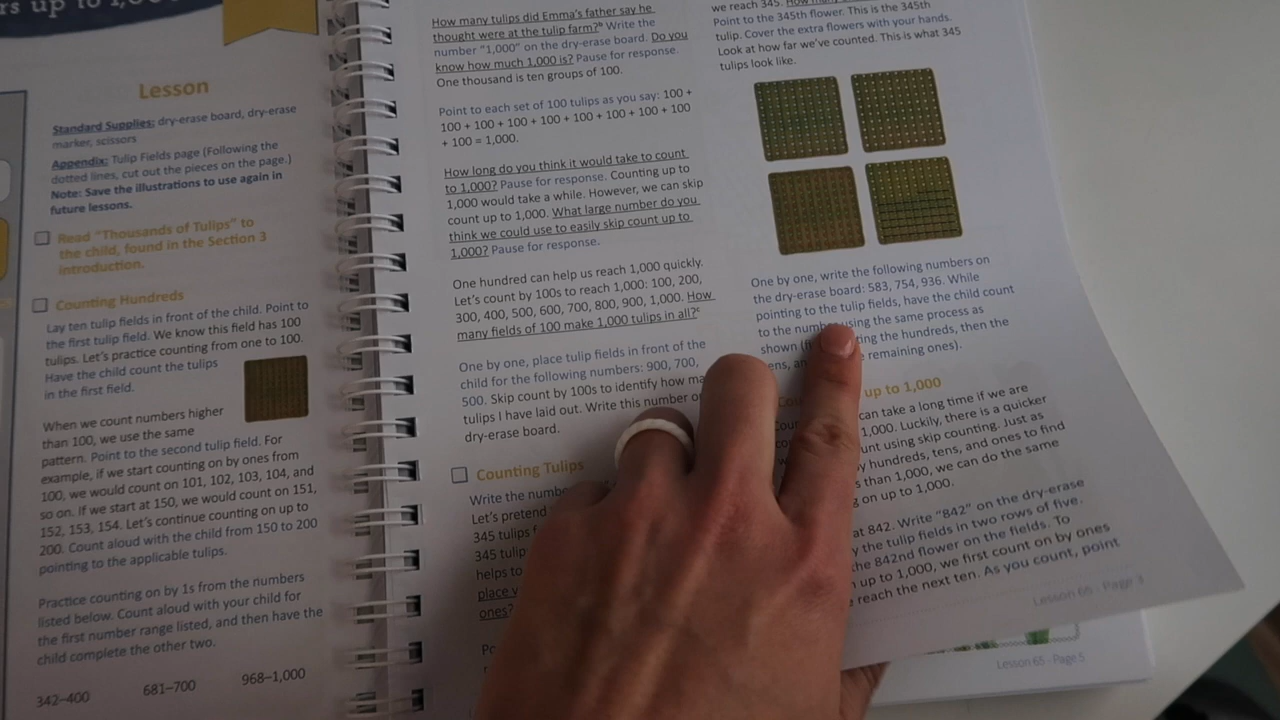 rs up to 1,0
Lesson
Standard Supplies: dry-erase board, dry-erase
marker, scissors
Appendix: Tulip Fields page (Following the
dotted lines, cut out the pieces on the page.)
Note: Save the illustrations to use again in
future lessons.
Read "Thousands of Tulips" to
the child, found in the Section 3
introduction.
Counting Hundreds
Lay ten tulip fields in front of the child. Point to
the first tulip field. We know this field has 100
tulips. Let's practice counting from one to 100.
Have the child count the tulips
in the first field.
When we count numbers higher
than 100, we use the same
pattern. Point to the second tulip field. For
example, if we start counting on by ones from
100, we would count on 101, 102, 103, 104, and
so on. If we start at 150, we would count on 151,
152, 153, 154. Let's continue counting on up to
200. Count aloud with the child from 150 to 200
pointing to the applicable tulips.
Practice counting on by 1s from the numbers
listed below. Count aloud with your child for
the first number range listed, and then have the
child complete the other two.
342–400 681–700 968–1,000
How many tulips did Emma's father say he
thought were at the tulip farm?ᵇ Write the
number "1,000" on the dry-erase board. Do you
know how much 1,000 is? Pause for response.
One thousand is ten groups of 100.
Point to each set of 100 tulips as you say: 100 +
100 + 100 + 100 + 100 + 100 + 100 + 100 + 100
+ 100 = 1,000.
How long do you think it would take to count
to 1,000? Pause for response. Counting up to
1,000 would take a while. However, we can skip
count up to 1,000. What large number do you
think we could use to easily skip count up to
1,000? Pause for response.
One hundred can help us reach 1,000 quickly.
Let's count by 100s to reach 1,000: 100, 200,
300, 400, 500, 600, 700, 800, 900, 1,000. How
many fields of 100 make 1,000 tulips in all?ᶜ
One by one, place tulip fields in front of the
child for the following numbers: 900, 700,
500. Skip count by 100s to identify how ma
tulips I have laid out. Write this number o
dry-erase board.
Counting Tulips
Write the numbe
Let's pretend
345 tulips f
345 tulip
helps to
place v
ones?
Po
we reach 345. How many
Point to the 345th flower. This is the 345th
tulip. Cover the extra flowers with your hands.
Look at how far we've counted. This is what 345
tulips look like.
One by one, write the following numbers on
the dry-erase board: 583, 754, 936. While
pointing to the tulip fields, have the child count
to the number using the same process as
shown (fi ting the hundreds, then the
ens, an e remaining ones).
Cou up to 1,000
Coun can take a long time if we are
1,000. Luckily, there is a quicker
unt using skip counting. Just as
y hundreds, tens, and ones to find
s than 1,000, we can do the same
g on up to 1,000.
at 842. Write "842" on the dry-erase
y the tulip fields in two rows of five.
he 842nd flower on the fields. To
up to 1,000, we first count on by ones
e reach the next ten. As you count, point
Lesson 65 - Page 3
Lesson 65 - Page 5